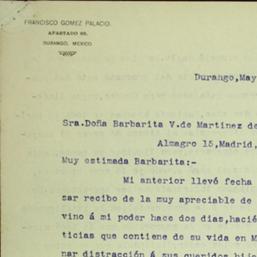 FRANCISCO GOMEZ PALACIO.
APARTADO 95.
DURANGO, MEXICO
Durango, May
Sra. Doña Barbarita V. de Martinez de
Almagro 15, Madrid,
Muy estimada Barbarita:-
Mi anterior llevó fecha
sar recibo de la muy apreciable de
vino á mi poder hace dos dias, hacié
ticias que contiene de su vida en M
nar distracción á sus queridos hij